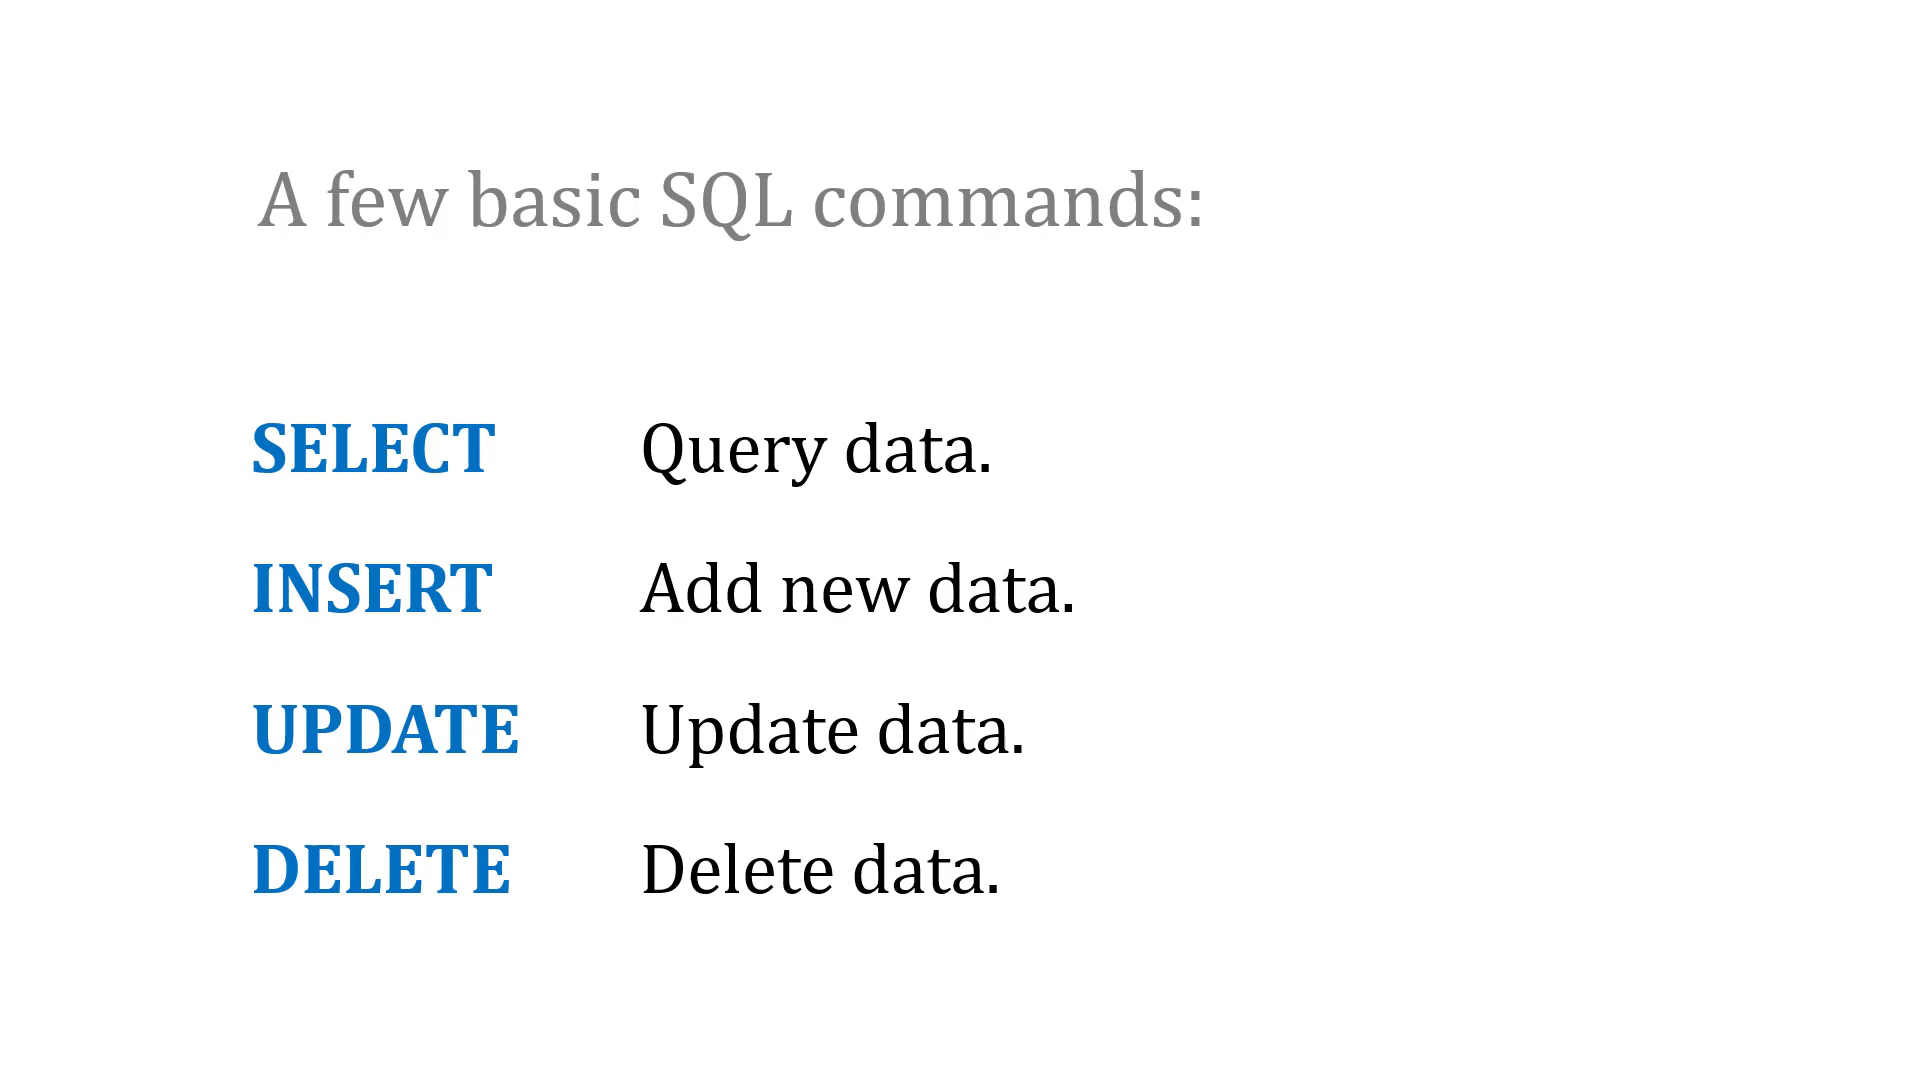 A few basic SQL commands:
SELECT Query data.
INSERT Add new data.
UPDATE Update data.
DELETE Delete data.